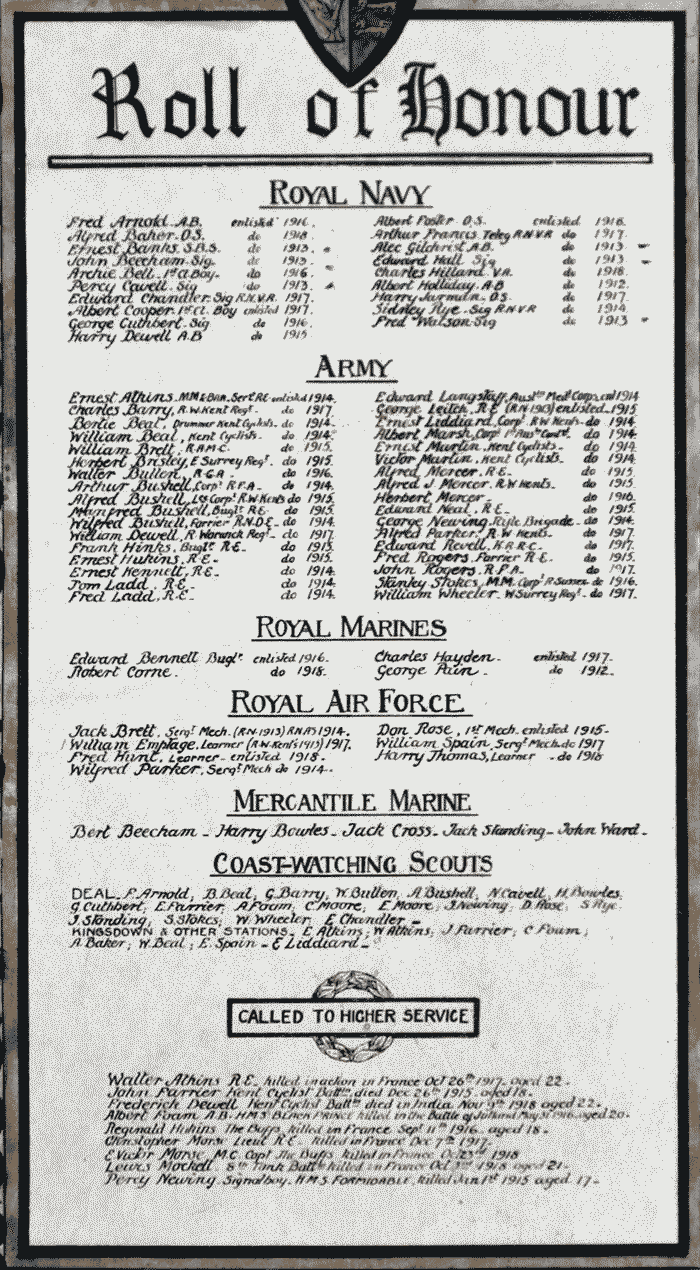 Roll of Honour
ROYAL NAVY
Fred Arnold. A.B. enlisted 1916.
Alfred Baker. O.S. do 1918.
Ernest Banks. S.B.S. do 1913.
John Beecham. Sig. do 1915.
Archie Bell. 1st Cl. Boy. do 1916.
Percy Cavell. Sig do 1913.
Edward Chandler. Sig R.N.V.R. 1917.
Albert Cooper. 1st Ct. Boy enlisted 1917.
George Cuthbert. Sig do 1916.
Harry Dewell A.B do 1915
Albert Foster O.S. enlisted 1918.
Arthur Francis. Teleg R.N.V.R do 1917.
Alec Gilchrist A.B. do 1913
Edward Hall Sig do 1913
Charles Hillard V.R. do 1918.
Albert Holliday. A.B do 1912.
Harry Jarman. O.S. do 1917.
Sidney Rye. Sig R.N.V.R do 1914.
Fred Watson. Sig do 1913
ARMY
Ernest Atkins. MM & BAR. Sergt RE enlisted 1914.
Charles Barry, R.W. Kent Regt. do 1917.
Bertie Beal, Drummer Kent Cyclists. do 1914.
William Beal, Kent Cyclists. do 1914.
William Brett, R.A.M.C. do 1915.
Herbert Brisley, E Surrey Regt. do 1915.
Walter Bullen, R.G.A do 1916.
Arthur Bushell, Corpl R.F.A. do 1914.
Alfred Bushell, Lce Corpl R.W. Kents do 1915.
Manfred Bushell, Buglr R.E. do 1915.
Wilfred Bushell, Farrier R.N.D.E. do 1914.
William Dewell, R Warwick Regt. do 1917.
Frank Hinks, Buglr R.E. do 1915.
Ernest Hukins. R.E. do 1915.
Ernest Kennett, R.E. do 1914.
Tom Ladd, R.E. do 1914.
Fred Ladd, R.E. do 1914.
Edward Langstaff, Austn Medl Corps. enl 1914
George Leitch, R.E. (R.N 1913) enlisted 1915
Ernest Liddiard, Corpl R.W Kents. do 1914.
Albert Marsh, Corpl 1st Aust Contt. do 1914.
Ernest Martin, Kent Cyclists. do 1914.
Victor Martin, Kent Cyclists. do 1914.
Alfred Mercer. R.E. do 1915.
Alfred J Mercer. R.W Kents. do 1915.
Herbert Mercer. do 1916.
Edward Neal, R.E. do 1915.
George Newing. Rifle Brigade. do 1914.
Alfred Parker, R.W. Kents. do 1917.
Edward Revell, K.R.R.C. do 1917.
Fred Rogers, Farrier R.E. do 1915.
John Rogers. R.F.A. do 1917.
Stanley Stokes, M.M. Corpl R Sussex do 1916.
William Wheeler. W Surrey Regt. do 1917.
ROYAL MARINES
Edward Bennett Buglr enlisted 1916.
Robert Corne. do 1918.
Charles Hayden. enlisted 1917.
George Pain. do 1912.
ROYAL AIR FORCE
Jack Brett, Sergt Mech. (R.N. 1913) R.N.A.S 1914.
William Emptage. Learner (R.W. Kents 1915) 1917.
Fred Hunt, Learner enlisted 1918.
Wilfred Parker, Sergt Mech do 1914.
Don Rose, 1st Mech. enlisted 1915.
William Spain, Sergt Mech. do 1917
Harry Thomas, Learner do 1918
MERCANTILE MARINE
Bert Beecham - Harry Bowles - Jack Cross - Jack Standing - John Ward.
COAST-WATCHING SCOUTS
DEAL. F. Arnold, B. Beal, G. Barry, W. Bullen, A. Bushell, N. Cavell, H. Bowles,
G. Cuthbert, E. Farrier, A. Foam, C. Moore, E. Moore, J. Newing, D. Rose, S Rye,
J. Standing, S. Stokes, W. Wheeler, E Chandler -
KINGSDOWN & OTHER STATIONS. E Atkins; W Atkins, J Farrier, C Foam,
A Baker; W. Beal; E. Spain - E Liddiard -
CALLED TO HIGHER SERVICE
Walter Atkins R.E. killed in action in France Oct 26th 1917. aged 22.
John Farrier Kent Cyclist Battn. died Dec 26th 1915. aged 18.
Frederick Dewell Kent Cyclist Battn died in India Nov 9th 1918 aged 22.
Albert Foam. A.B. H.M.S BLACK PRINCE killed in the Battle of Jutland May 31st 1916. aged 20.
Reginald Hukins The Buffs, killed in France Sept 11th 1916. aged 18.
Christopher Morse Lieut R.E. killed in France Dec 7th 1917.
E Victor Morse, M.C. Capt The Buffs killed in France Oct 23rd 1918
Lewis Mockett. 8th Tank Battn killed in France Oct 3rd 1918 aged 21.
Percy Newing. Signalboy. H.M.S FORMIDABLE, killed Jan 1st 1915 aged 17.